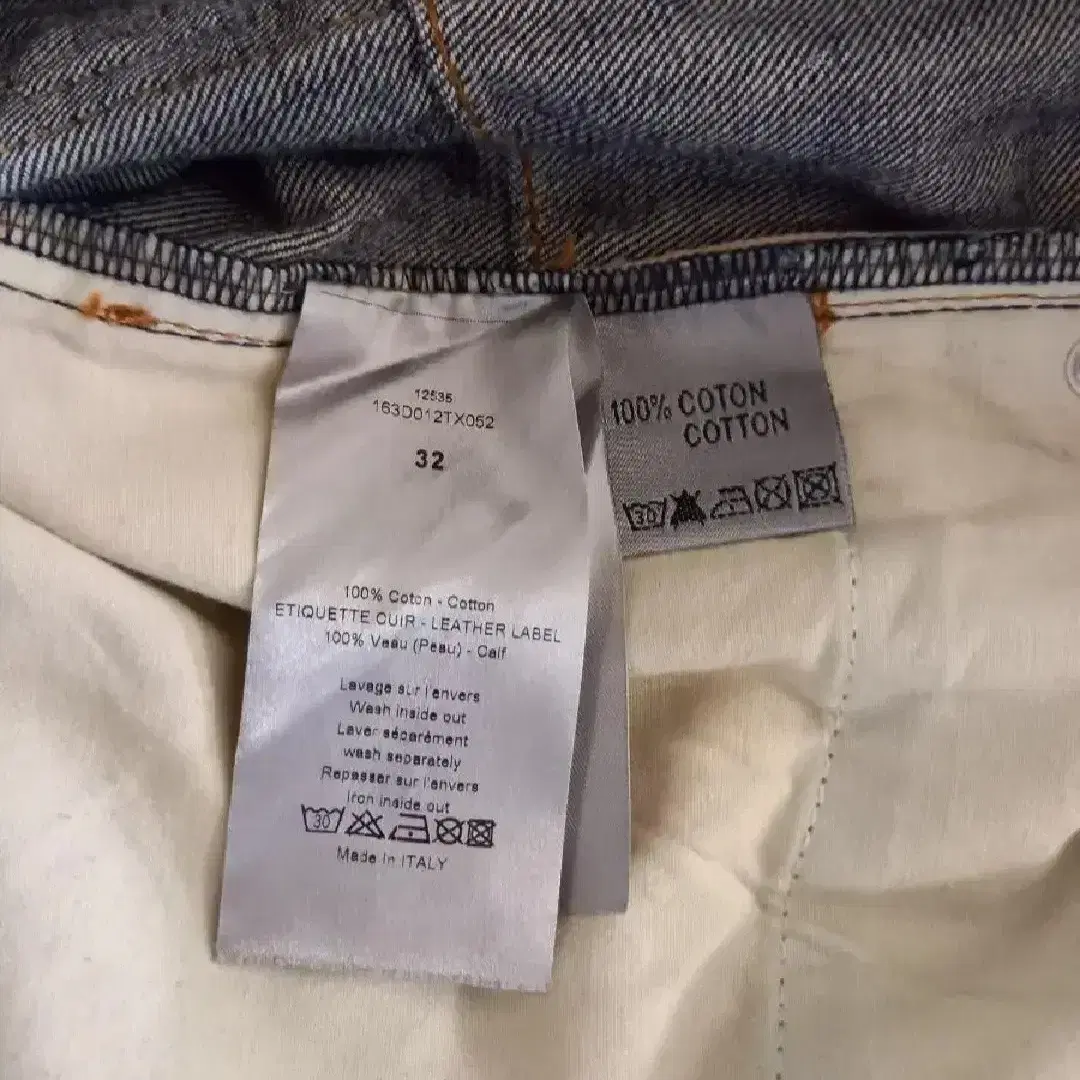 12535
163D012TX052
32
100% Coton - Cotton
ETIQUETTE CUIR - LEATHER LABEL
100% Veau (Peau) - Calf
Lavage sur l'envers
Wash inside out
Laver séparément
wash separately
Repasser sur l'envers
Iron inside out
30
Made in ITALY
100% COTON
COTTON
30